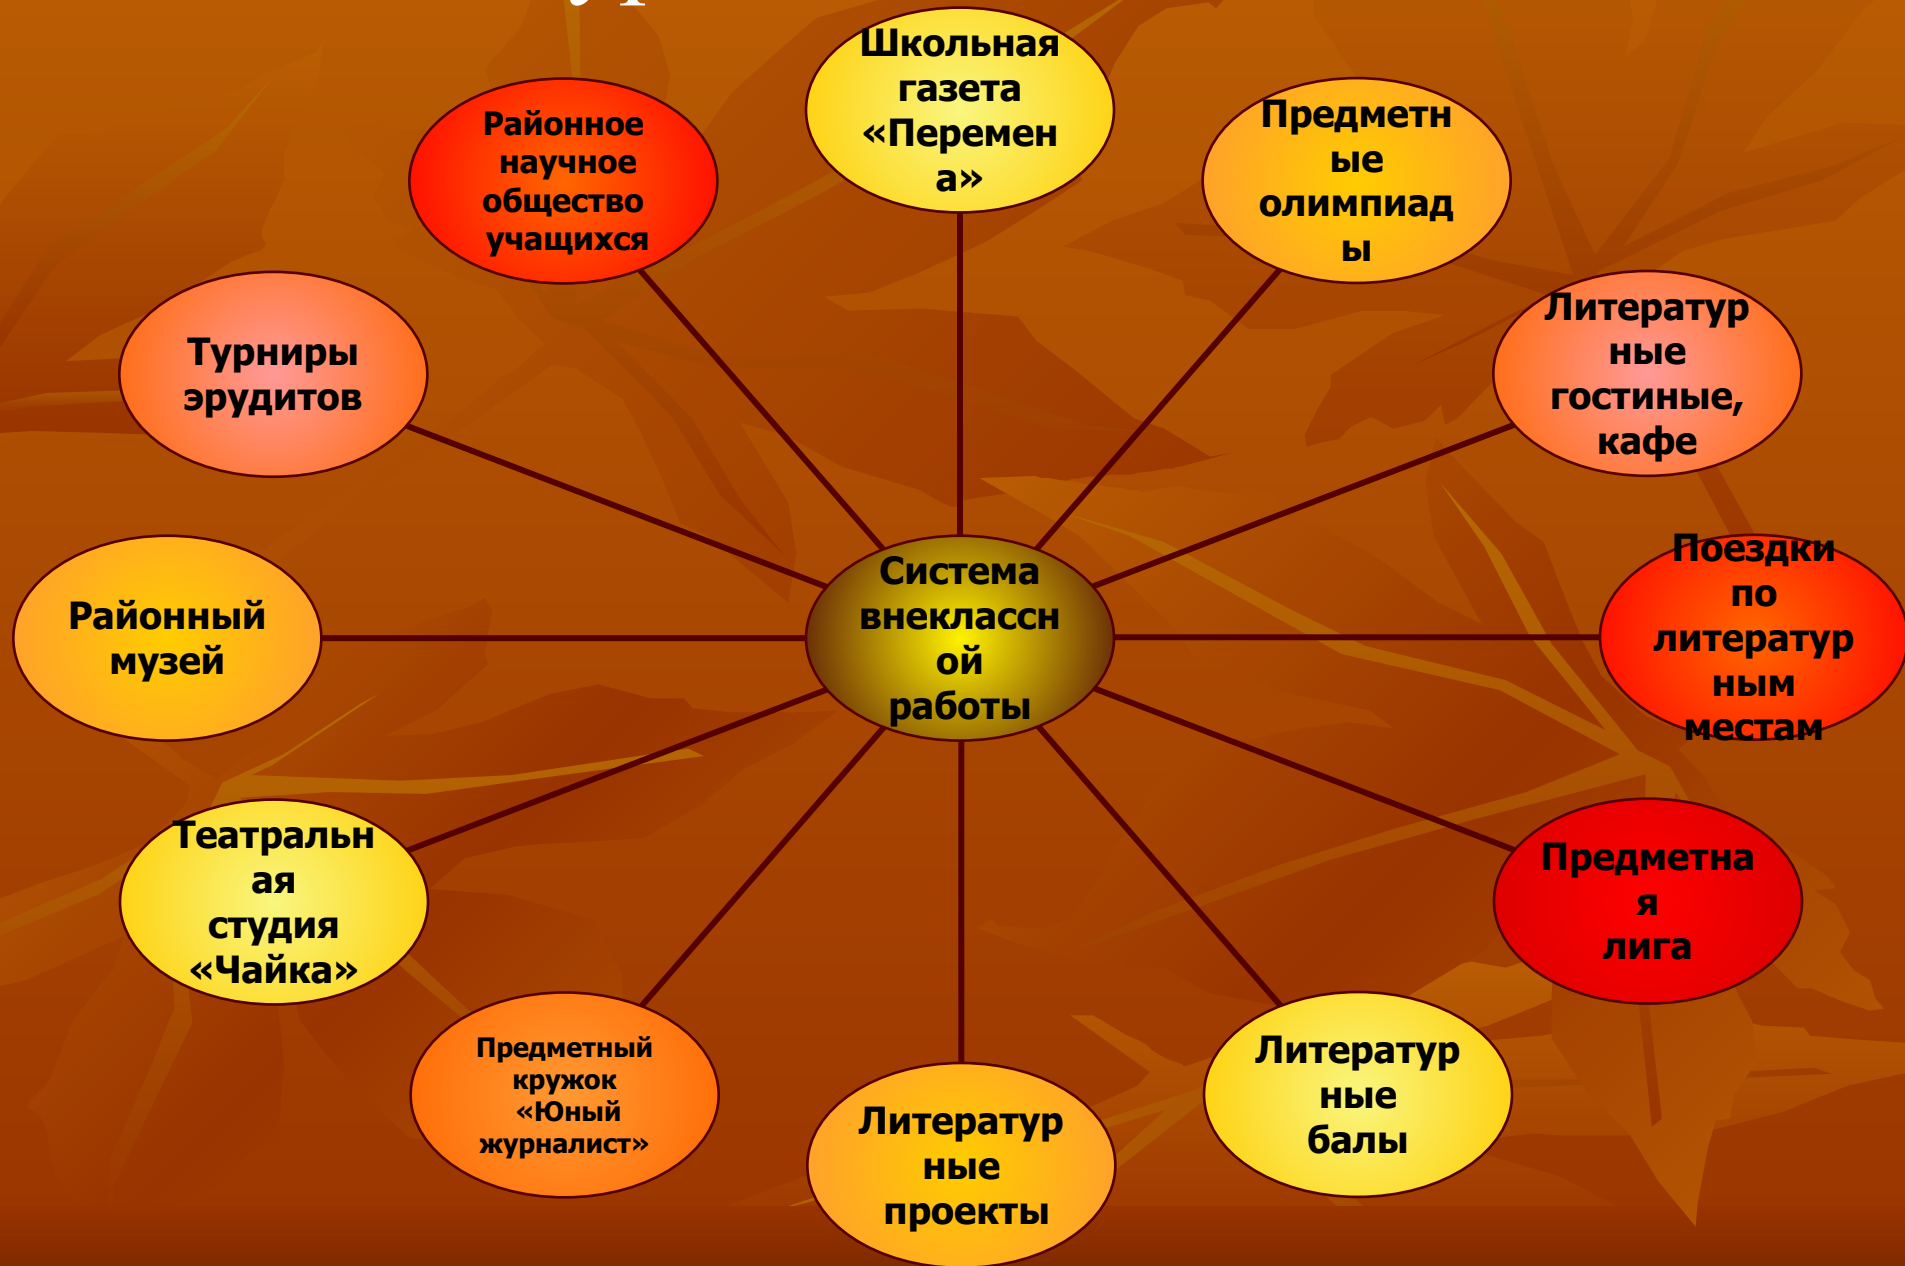 Школьная
газета
«Перемен
а»
Предметн
ые
олимпиад
ы
Литератур
ные
гостиные,
кафе
Поездки
по
литератур
ным
местам
Предметна
я
лига
Литератур
ные
балы
Литератур
ные
проекты
Предметный
кружок
«Юный
журналист»
Театральн
ая
студия
«Чайка»
Районный
музей
Турниры
эрудитов
Районное
научное
общество
учащихся
Система
внеклассн
ой
работы